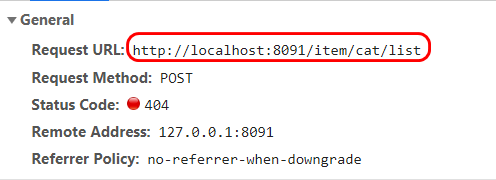 General
Request URL: http://localhost:8091/item/cat/list
Request Method: POST
Status Code: 404
Remote Address: 127.0.0.1:8091
Referrer Policy: no-referrer-when-downgrade